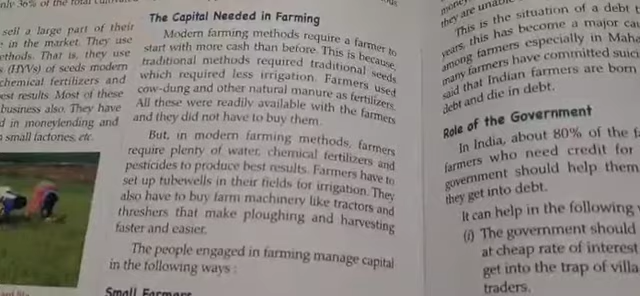 nly 36% of the total
sell a large part of their
in the market. They use
ethods. That is, they use
(HYVs) of seeds modern
chemical fertilizers and
est results. Most of these
business also. They have
d in moneylending and
small factories, etc.
The Capital Needed in Farming
Modern farming methods require a farmer to
start with more cash than before. This is because,
traditional methods required traditional seeds
which required less irrigation. Farmers used
cow-dung and other natural manure as fertilizers.
All these were readily available with the farmers
and they did not have to buy them.
But, in modern farming methods, farmers
require plenty of water, chemical fertilizers and
pesticides to produce best results. Farmers have to
set up tubewells in their fields for irrigation. They
also have to buy farm machinery like tractors and
threshers that make ploughing and harvesting
faster and easier.
The people engaged in farming manage capital
in the following ways :
Small Farmers
money
they are unable
This is the situation of a debt t
years, this has become a major ca
among farmers especially in Maha
many farmers have committed suici
said that Indian farmers are born
debt and die in debt.
Role of the Government
In India, about 80% of the fa
farmers who need credit for
government should help them
they get into debt.
It can help in the following
(i) The government should
at cheap rate of interest
get into the trap of villa
traders.